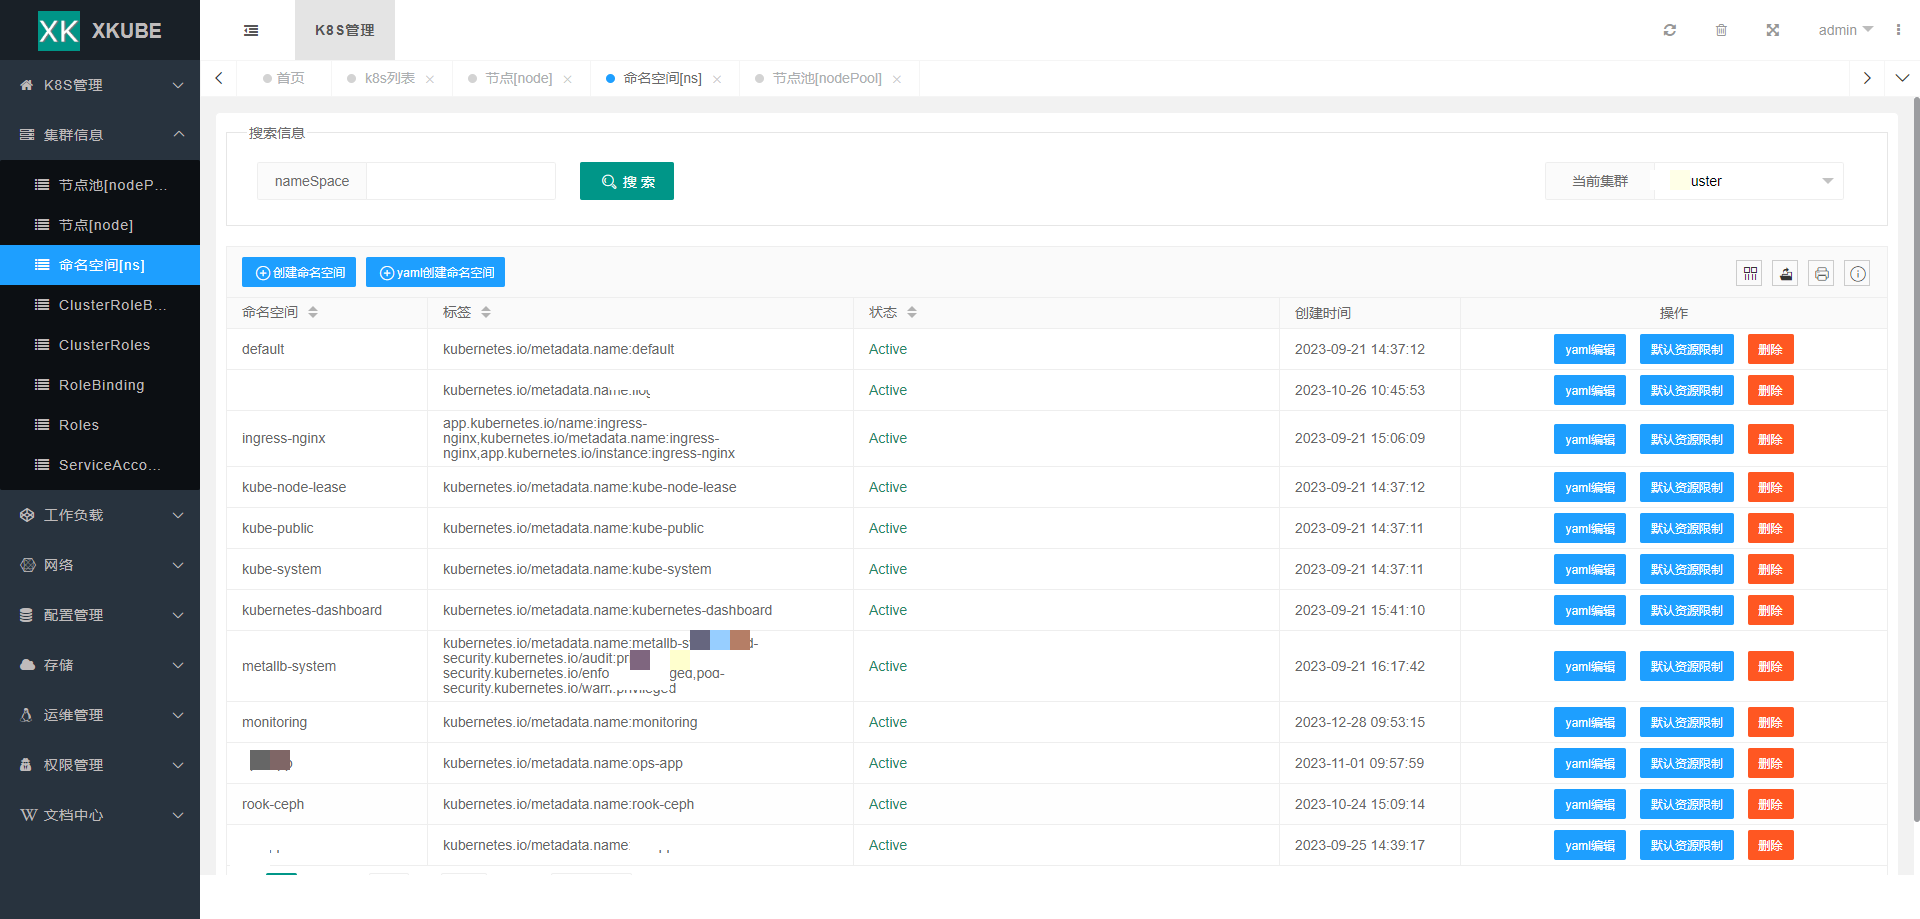 XK XKUBE
K8S管理
admin
首页
k8s列表
节点[node]
命名空间[ns]
节点池[nodePool]
K8S管理
集群信息
节点池[nodeP...
节点[node]
命名空间[ns]
ClusterRoleB...
ClusterRoles
RoleBinding
Roles
ServiceAcco...
工作负载
网络
配置管理
存储
运维管理
权限管理
文档中心
搜索信息
nameSpace
搜 索
当前集群
uster
创建命名空间
yaml创建命名空间
命名空间 标签 状态 创建时间 操作
default kubernetes.io/metadata.name:default Active 2023-09-21 14:37:12 yaml编辑 默认资源限制 删除
kubernetes.io/metadata.name: Active 2023-10-26 10:45:53 yaml编辑 默认资源限制 删除
app.kubernetes.io/name:ingress-
ingress-nginx nginx,kubernetes.io/metadata.name:ingress- Active 2023-09-21 15:06:09 yaml编辑 默认资源限制 删除
nginx,app.kubernetes.io/instance:ingress-nginx
kube-node-lease kubernetes.io/metadata.name:kube-node-lease Active 2023-09-21 14:37:12 yaml编辑 默认资源限制 删除
kube-public kubernetes.io/metadata.name:kube-public Active 2023-09-21 14:37:11 yaml编辑 默认资源限制 删除
kube-system kubernetes.io/metadata.name:kube-system Active 2023-09-21 14:37:11 yaml编辑 默认资源限制 删除
kubernetes-dashboard kubernetes.io/metadata.name:kubernetes-dashboard Active 2023-09-21 15:41:10 yaml编辑 默认资源限制 删除
kubernetes.io/metadata.name:metallb-s d-
security.kubernetes.io/audit:pr
metallb-system Active 2023-09-21 16:17:42 yaml编辑 默认资源限制 删除
security.kubernetes.io/enfo ged,pod-
security.kubernetes.io/warn:privileged
monitoring kubernetes.io/metadata.name:monitoring Active 2023-12-28 09:53:15 yaml编辑 默认资源限制 删除
kubernetes.io/metadata.name:ops-app Active 2023-11-01 09:57:59 yaml编辑 默认资源限制 删除
rook-ceph kubernetes.io/metadata.name:rook-ceph Active 2023-10-24 15:09:14 yaml编辑 默认资源限制 删除
kubernetes.io/metadata.name: Active 2023-09-25 14:39:17 yaml编辑 默认资源限制 删除